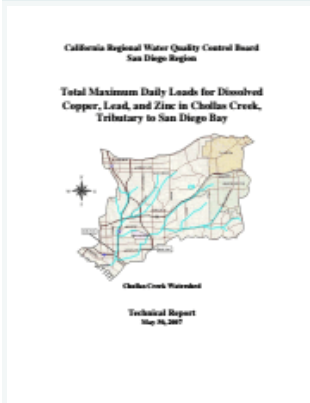 California Regional Water Quality Control Board
San Diego Region
Total Maximum Daily Loads for Dissolved
Copper, Lead, and Zinc in Chollas Creek,
Tributary to San Diego Bay
Chollas Creek Watershed
Technical Report
May 30, 2007